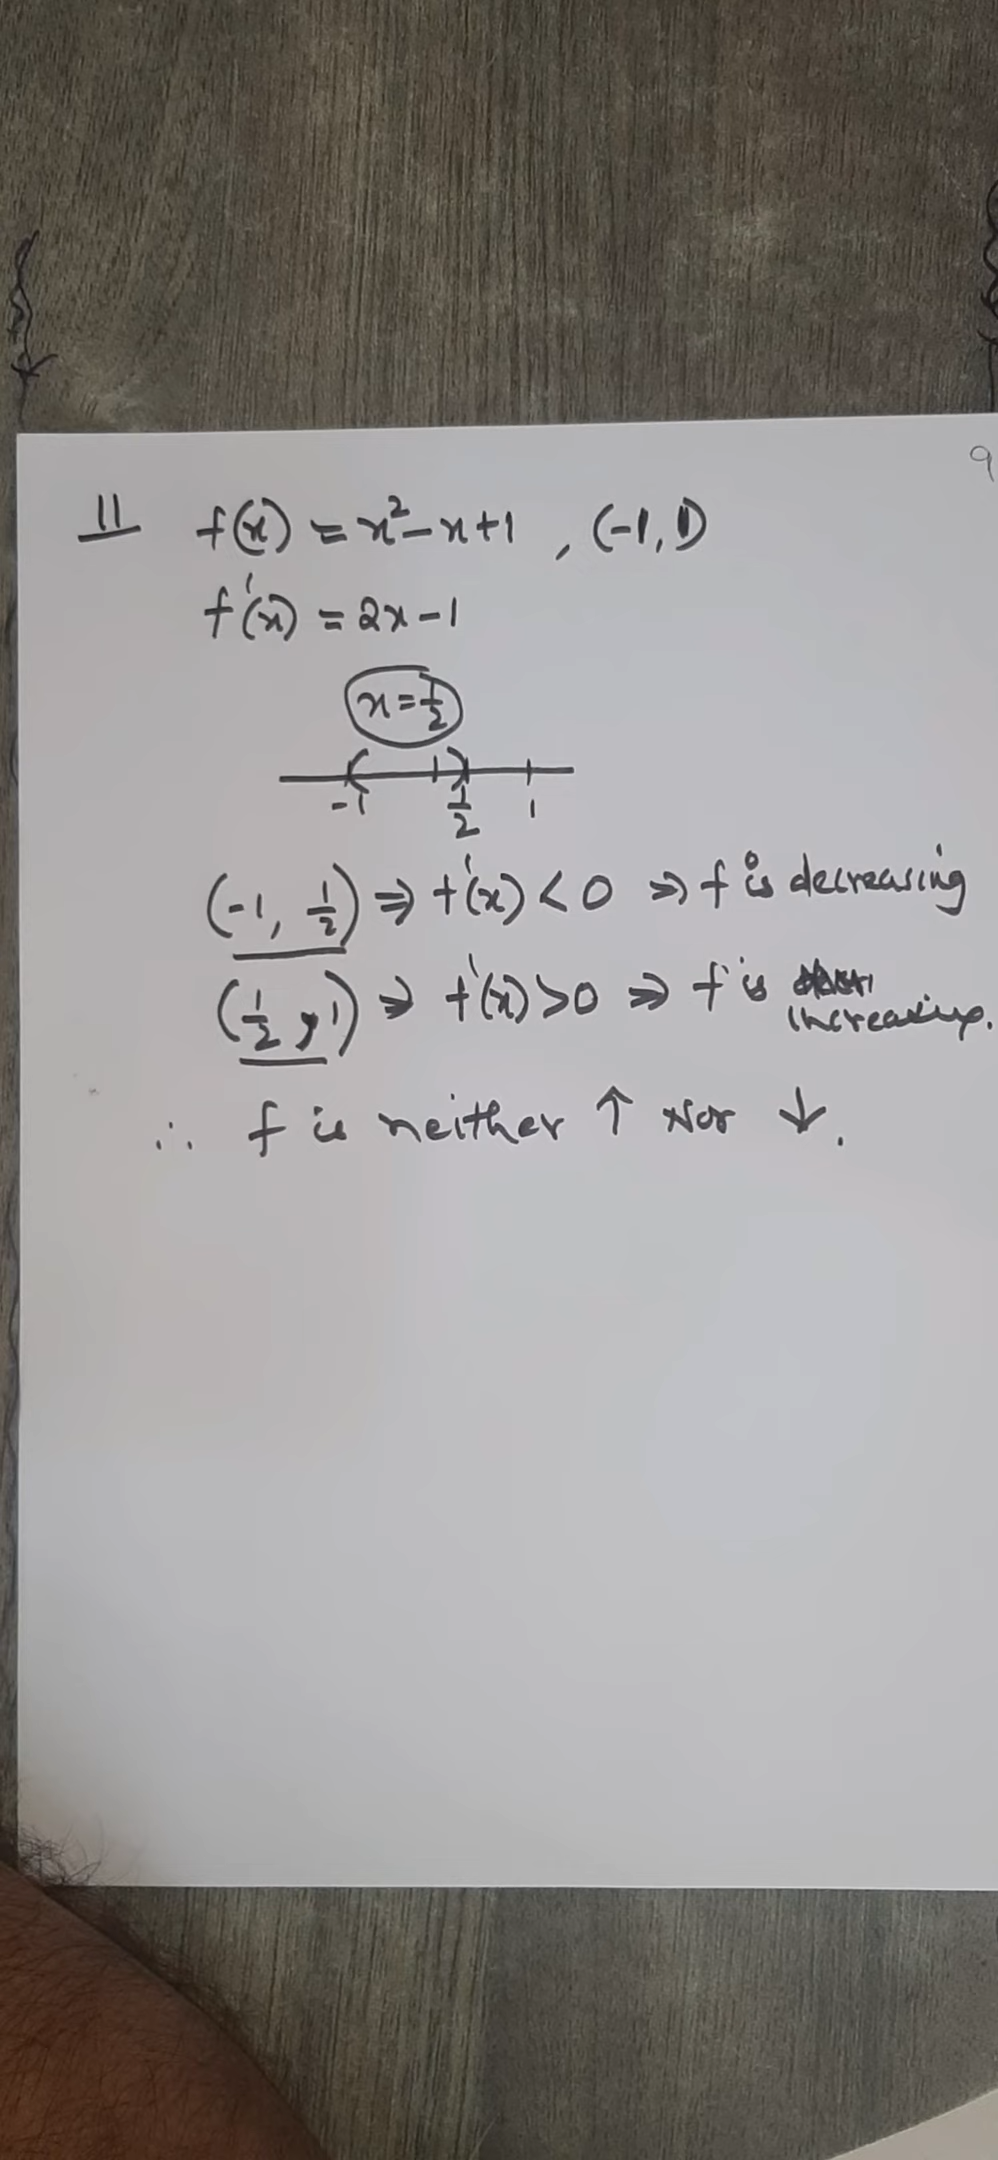 9
11 f(x) = x²-x+1 , (-1,1)
f'(x) = 2x-1
x=1/2
-1 1/2 1
(-1, 1/2) ⇒ f'(x) < 0 ⇒ f is decreasing
(1/2, 1) ⇒ f'(x) > 0 ⇒ f is increasing.
∴ f is neither ↑ Nor ↓.